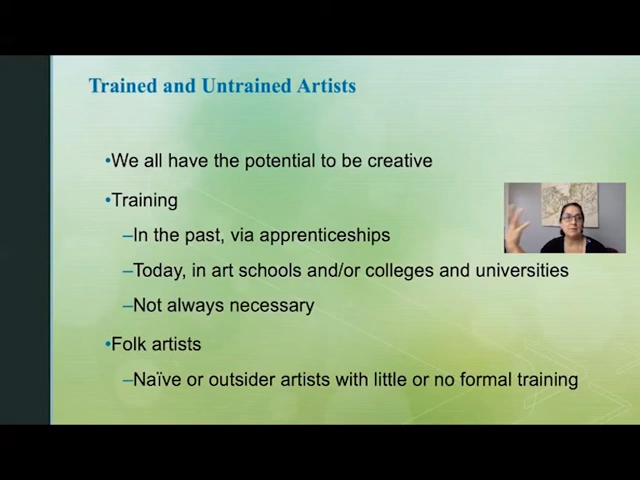 Trained and Untrained Artists
•We all have the potential to be creative
•Training
–In the past, via apprenticeships
–Today, in art schools and/or colleges and universities
–Not always necessary
•Folk artists
–Naïve or outsider artists with little or no formal training